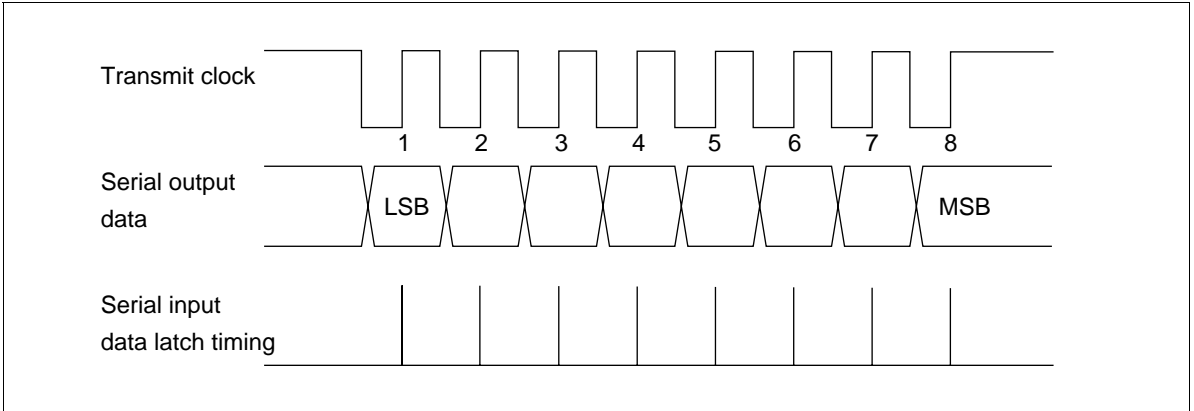 Transmit clock
1 2 3 4 5 6 7 8
Serial output
data
LSB MSB
Serial input
data latch timing